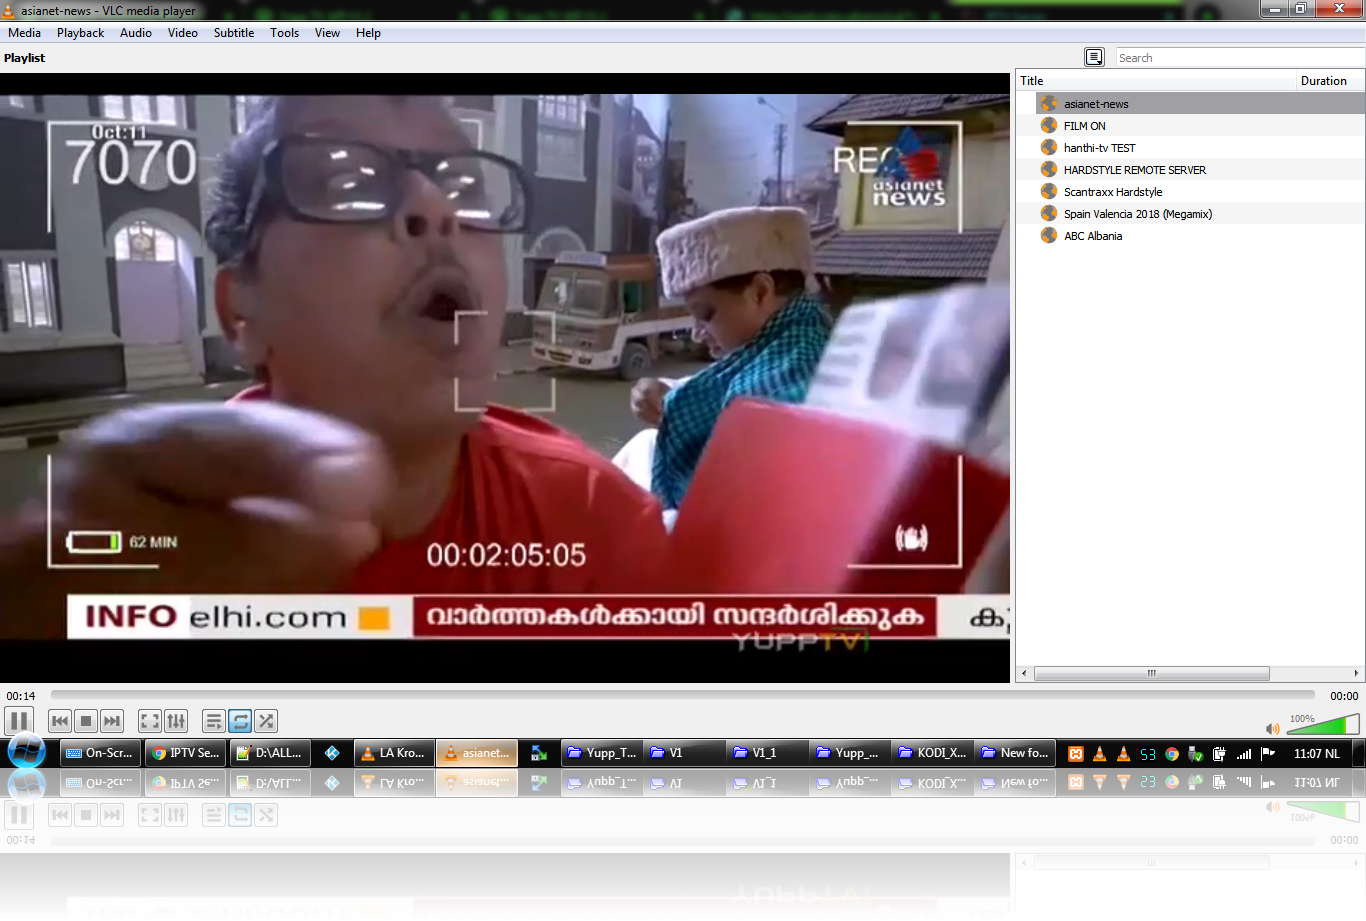 asianet-news - VLC media player
Media Playback Audio Video Subtitle Tools View Help
Playlist
Search
Title Duration
asianet-news
FILM ON
hanthi-tv TEST
HARDSTYLE REMOTE SERVER
Scantraxx Hardstyle
Spain Valencia 2018 (Megamix)
ABC Albania
Oct:11
7070
REC
asianet
news
62 MIN
00:02:05:05
INFO elhi.com വാർത്തകൾക്കായി സന്ദർശിക്കുക
YUPPTV
00:14 00:00
100%
On-Scr... IPTV Se... D:\ALL... LA Kro... asianet... Yupp_T... V1 V1_1 Yupp_... KODI_X... New fo... 53 11:07 NL